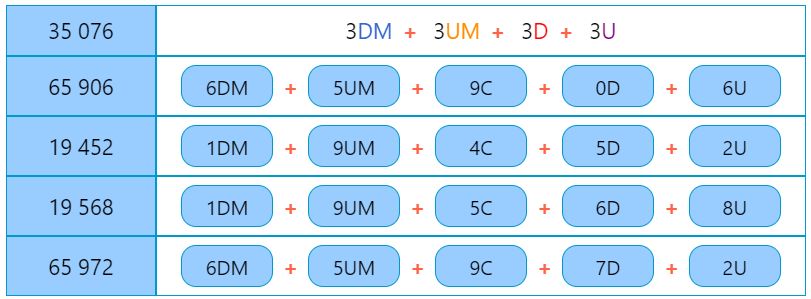 35 076 3DM + 3UM + 3D + 3U
65 906 6DM + 5UM + 9C + 0D + 6U
19 452 1DM + 9UM + 4C + 5D + 2U
19 568 1DM + 9UM + 5C + 6D + 8U
65 972 6DM + 5UM + 9C + 7D + 2U